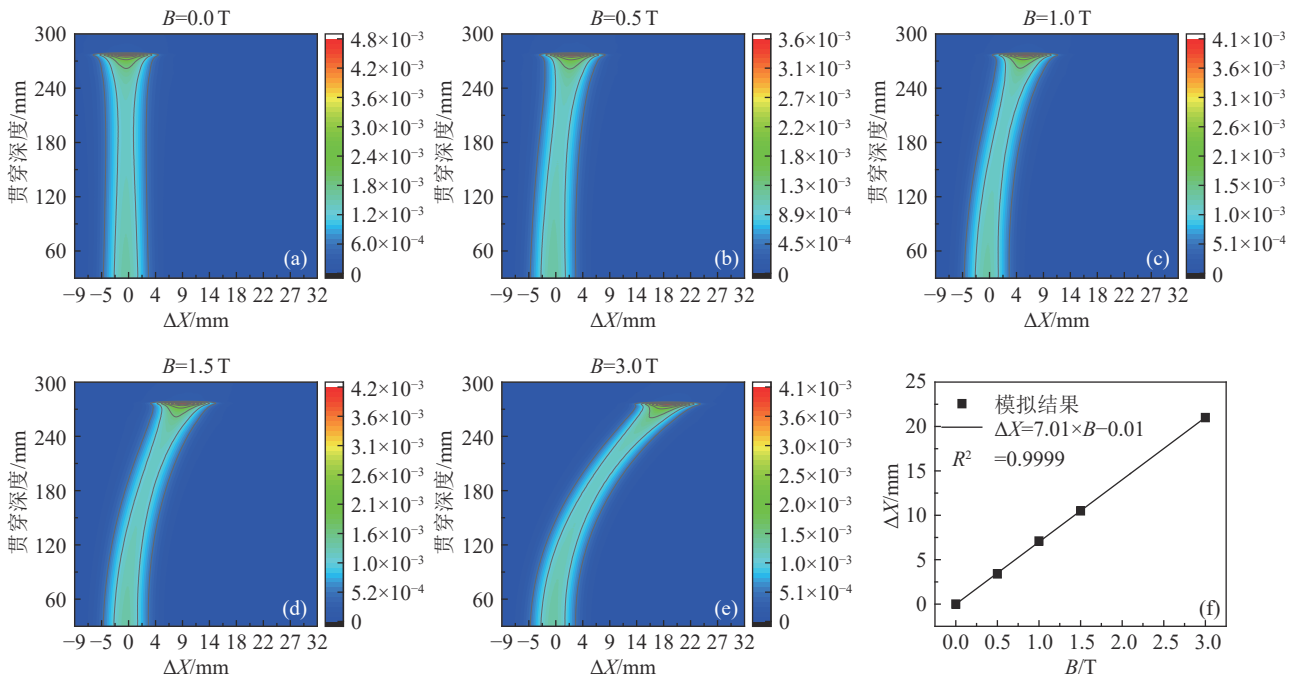 B=0.0 T
300
240
180
120
60
贯穿深度/mm
−9 −5 0 4 9 14 18 22 27 32
ΔX/mm
(a)
4.8×10⁻³
4.2×10⁻³
3.6×10⁻³
3.0×10⁻³
2.4×10⁻³
1.8×10⁻³
1.2×10⁻³
6.0×10⁻⁴
0
B=0.5 T
300
240
180
120
60
贯穿深度/mm
−9 −5 0 4 9 14 18 22 27 32
ΔX/mm
(b)
3.6×10⁻³
3.1×10⁻³
2.7×10⁻³
2.2×10⁻³
1.8×10⁻³
1.3×10⁻³
8.9×10⁻⁴
4.5×10⁻⁴
0
B=1.0 T
300
240
180
120
60
贯穿深度/mm
−9 −5 0 4 9 14 18 22 27 32
ΔX/mm
(c)
4.1×10⁻³
3.6×10⁻³
3.1×10⁻³
2.6×10⁻³
2.1×10⁻³
1.5×10⁻³
1.0×10⁻³
5.1×10⁻⁴
0
B=1.5 T
300
240
180
120
60
贯穿深度/mm
−9 −5 0 4 9 14 18 22 27 32
ΔX/mm
(d)
4.2×10⁻³
3.6×10⁻³
3.1×10⁻³
2.6×10⁻³
2.1×10⁻³
1.6×10⁻³
1.0×10⁻³
5.2×10⁻⁴
0
B=3.0 T
300
240
180
120
60
贯穿深度/mm
−9 −5 0 4 9 14 18 22 27 32
ΔX/mm
(e)
4.1×10⁻³
3.6×10⁻³
3.1×10⁻³
2.6×10⁻³
2.0×10⁻³
1.5×10⁻³
1.0×10⁻³
5.1×10⁻⁴
0
25
20
15
10
5
0
ΔX/mm
模拟结果
ΔX=7.01×B−0.01
R² =0.9999
(f)
0.0 0.5 1.0 1.5 2.0 2.5 3.0
B/T